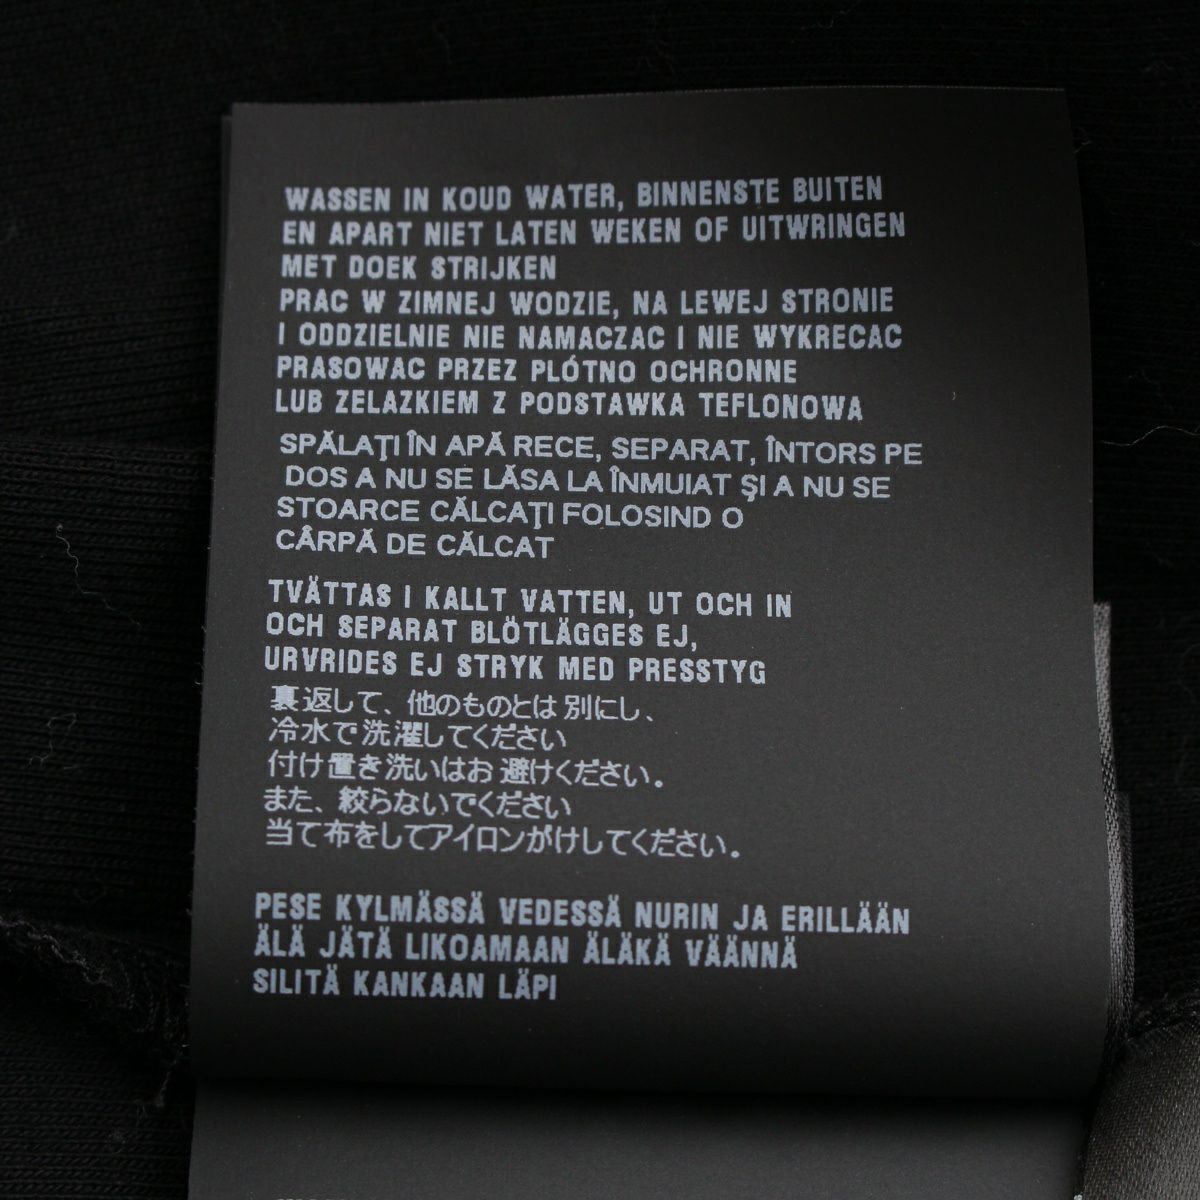 WASSEN IN KOUD WATER, BINNENSTE BUITEN
EN APART NIET LATEN WEKEN OF UITWRINGEN
MET DOEK STRIJKEN
PRAC W ZIMNEJ WODZIE, NA LEWEJ STRONIE
I ODDZIELNIE NIE NAMACZAC I NIE WYKRECAC
PRASOWAC PRZEZ PLÓTNO OCHRONNE
LUB ZELAZKIEM Z PODSTAWKA TEFLONOWA
SPĂLAŢI ÎN APĂ RECE, SEPARAT, ÎNTORS PE
DOS A NU SE LĂSA LA ÎNMUIAT ŞI A NU SE
STOARCE CĂLCAŢI FOLOSIND O
CÂRPĂ DE CĂLCAT
TVÄTTAS I KALLT VATTEN, UT OCH IN
OCH SEPARAT BLÖTLÄGGES EJ,
URVRIDES EJ STRYK MED PRESSTYG
裏返して、他のものとは別にし、
冷水で洗濯してください
付け置き洗いはお避けください。
また、絞らないでください
当て布をしてアイロンがけしてください。
PESE KYLMÄSSÄ VEDESSÄ NURIN JA ERILLÄÄN
ÄLÄ JÄTÄ LIKOAMAAN ÄLÄKÄ VÄÄNNÄ
SILITÄ KANKAAN LÄPI